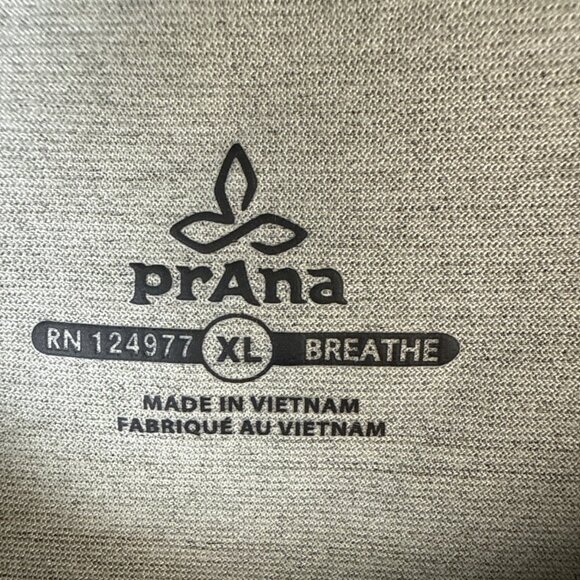 prAna
RN 124977 XL BREATHE
MADE IN VIETNAM
FABRIQUÉ AU VIETNAM